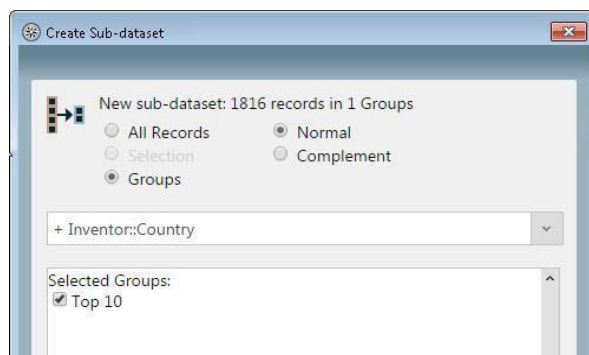 Create Sub-dataset
New sub-dataset: 1816 records in 1 Groups
All Records
Normal
Selection
Complement
Groups
+ Inventor::Country
Selected Groups:
Top 10